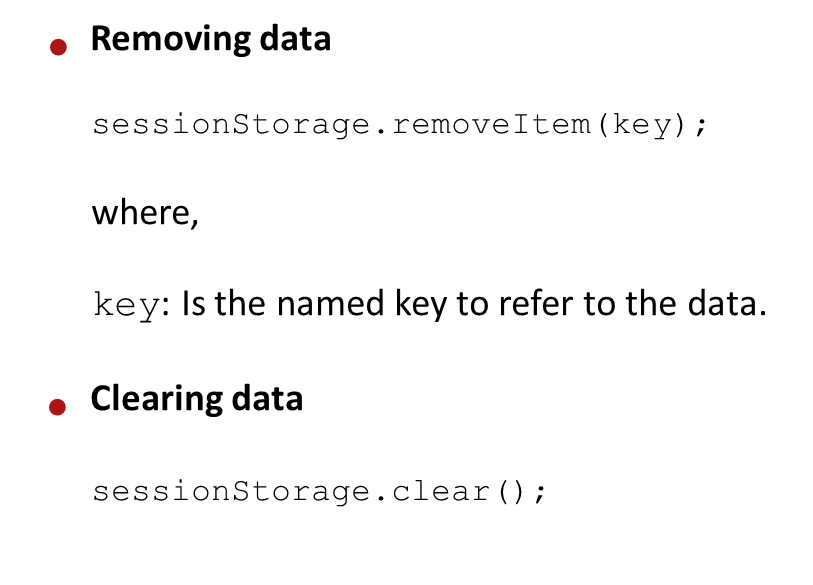 • Removing data
sessionStorage.removeItem(key);
where,
key: Is the named key to refer to the data.
• Clearing data
sessionStorage.clear();